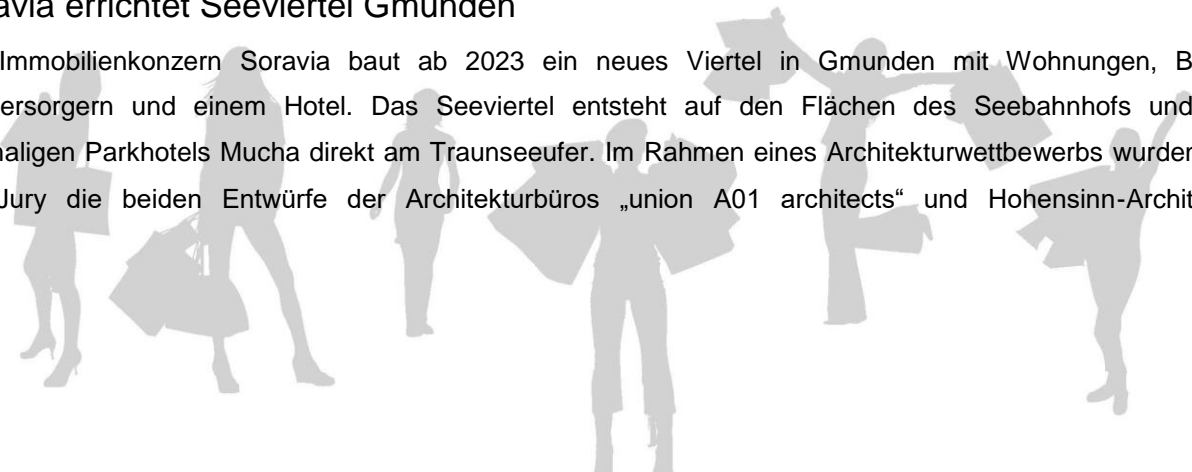 avia errichtet Seeviertel Gmunden
Immobilienkonzern Soravia baut ab 2023 ein neues Viertel in Gmunden mit Wohnungen, B
ersorgern und einem Hotel. Das Seeviertel entsteht auf den Flächen des Seebahnhofs und
aligen Parkhotels Mucha direkt am Traunseeufer. Im Rahmen eines Architekturwettbewerbs wurden
Jury die beiden Entwürfe der Architekturbüros „union A01 architects“ und Hohensinn-Archit